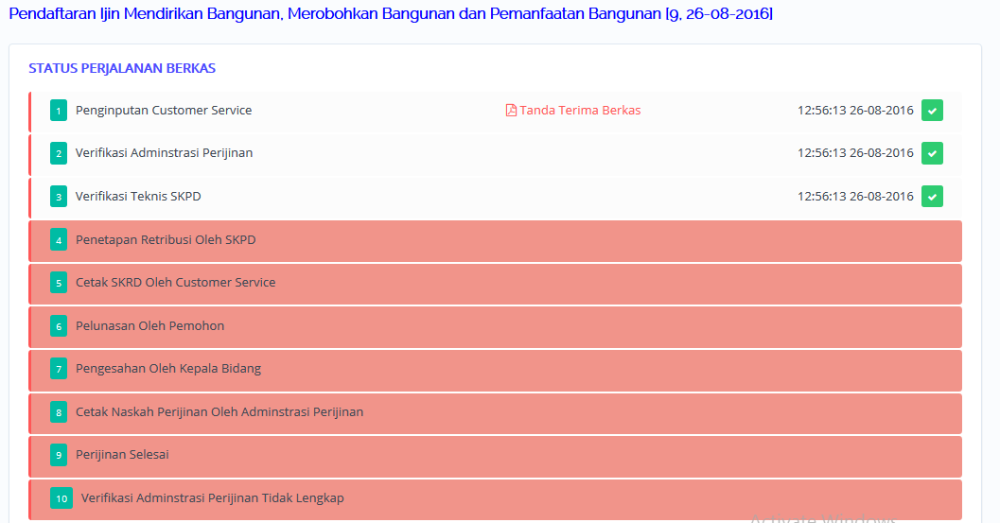 Pendaftaran Ijin Mendirikan Bangunan, Merobohkan Bangunan dan Pemanfaatan Bangunan [9, 26-08-2016]
STATUS PERJALANAN BERKAS
1 Penginputan Customer Service Tanda Terima Berkas 12:56:13 26-08-2016
2 Verifikasi Adminstrasi Perijinan 12:56:13 26-08-2016
3 Verifikasi Teknis SKPD 12:56:13 26-08-2016
4 Penetapan Retribusi Oleh SKPD
5 Cetak SKRD Oleh Customer Service
6 Pelunasan Oleh Pemohon
7 Pengesahan Oleh Kepala Bidang
8 Cetak Naskah Perijinan Oleh Adminstrasi Perijinan
9 Perijinan Selesai
10 Verifikasi Adminstrasi Perijinan Tidak Lengkap
Activate Windows